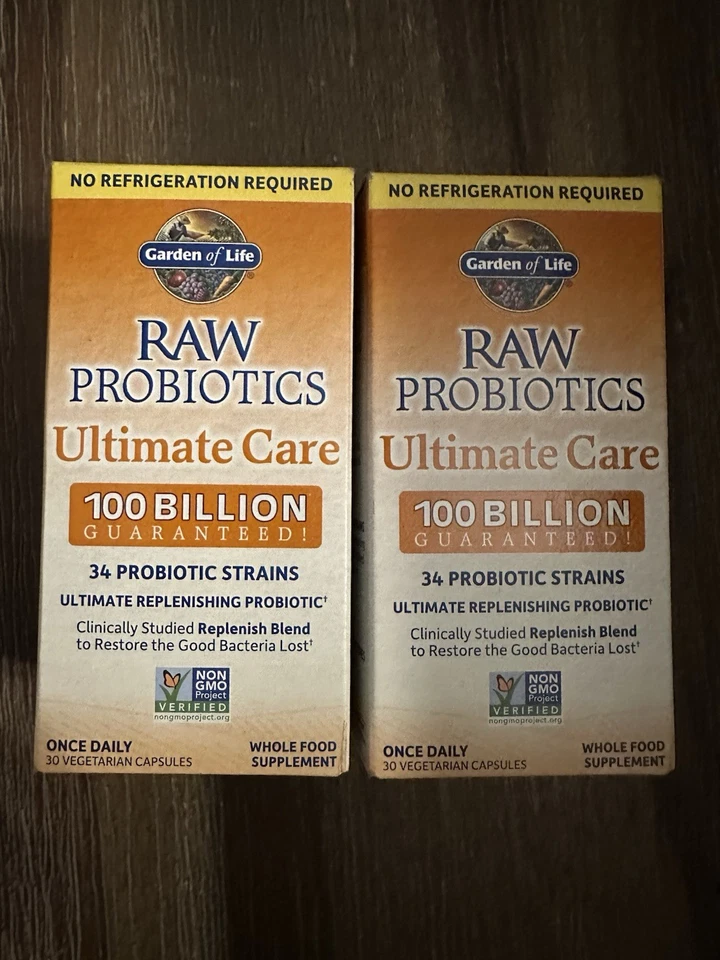 NO REFRIGERATION REQUIRED
Garden of Life
RAW
PROBIOTICS
Ultimate Care
100 BILLION
GUARANTEED!
34 PROBIOTIC STRAINS
ULTIMATE REPLENISHING PROBIOTIC†
Clinically Studied Replenish Blend
to Restore the Good Bacteria Lost†
NON
GMO
Project
VERIFIED
nongmoproject.org
ONCE DAILY
30 VEGETARIAN CAPSULES
WHOLE FOOD
SUPPLEMENT
NO REFRIGERATION REQUIRED
Garden of Life
RAW
PROBIOTICS
Ultimate Care
100 BILLION
GUARANTEED!
34 PROBIOTIC STRAINS
ULTIMATE REPLENISHING PROBIOTIC†
Clinically Studied Replenish Blend
to Restore the Good Bacteria Lost†
NON
GMO
Project
VERIFIED
nongmoproject.org
ONCE DAILY
30 VEGETARIAN CAPSULES
WHOLE FOOD
SUPPLEMENT